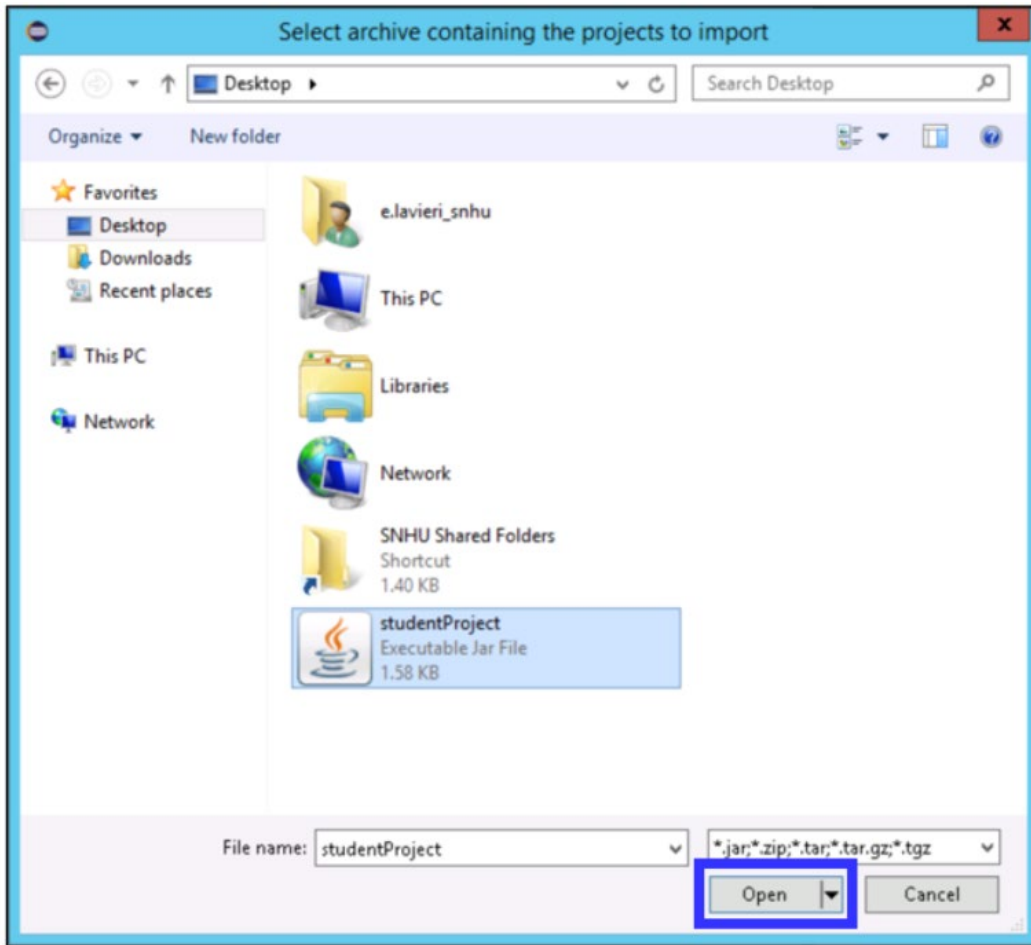 Select archive containing the projects to import
x
Desktop
Search Desktop
Organize
New folder
Favorites
Desktop
Downloads
Recent places
This PC
Network
e.lavieri_snhu
This PC
Libraries
Network
SNHU Shared Folders
Shortcut
1.40 KB
studentProject
Executable Jar File
1.58 KB
File name: studentProject
*.jar;*.zip;*.tar;*.tar.gz;*.tgz
Open
Cancel